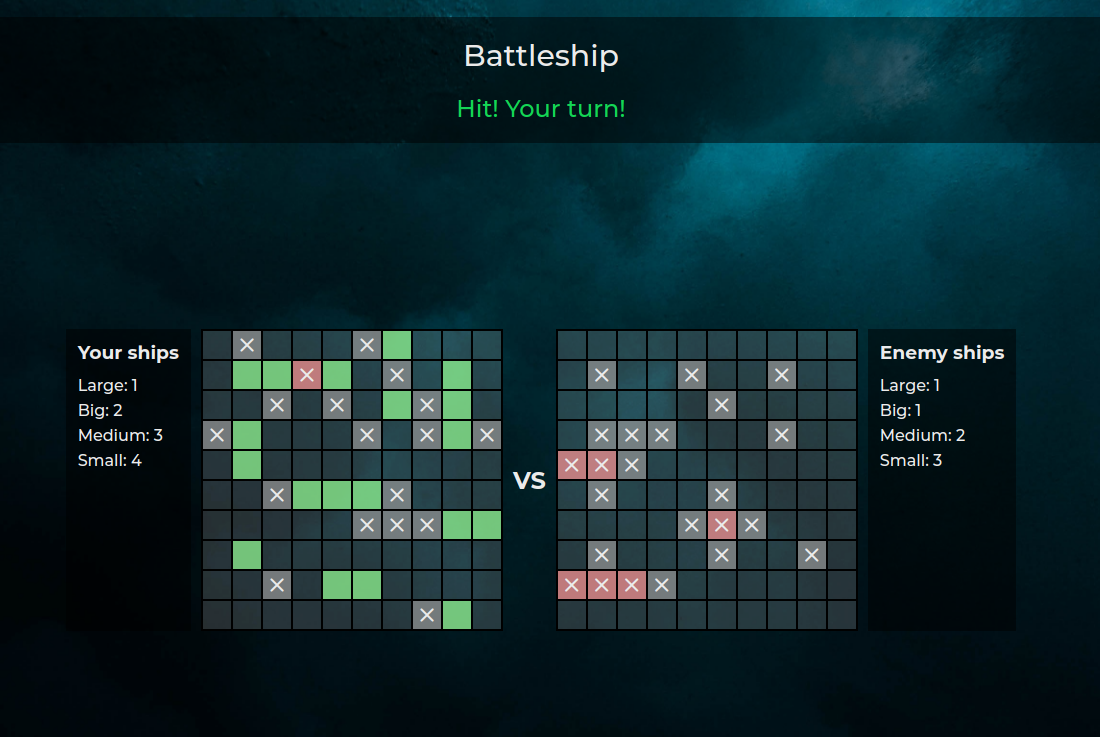 Battleship
Hit! Your turn!
Your ships
Large: 1
Big: 2
Medium: 3
Small: 4
VS
Enemy ships
Large: 1
Big: 1
Medium: 2
Small: 3